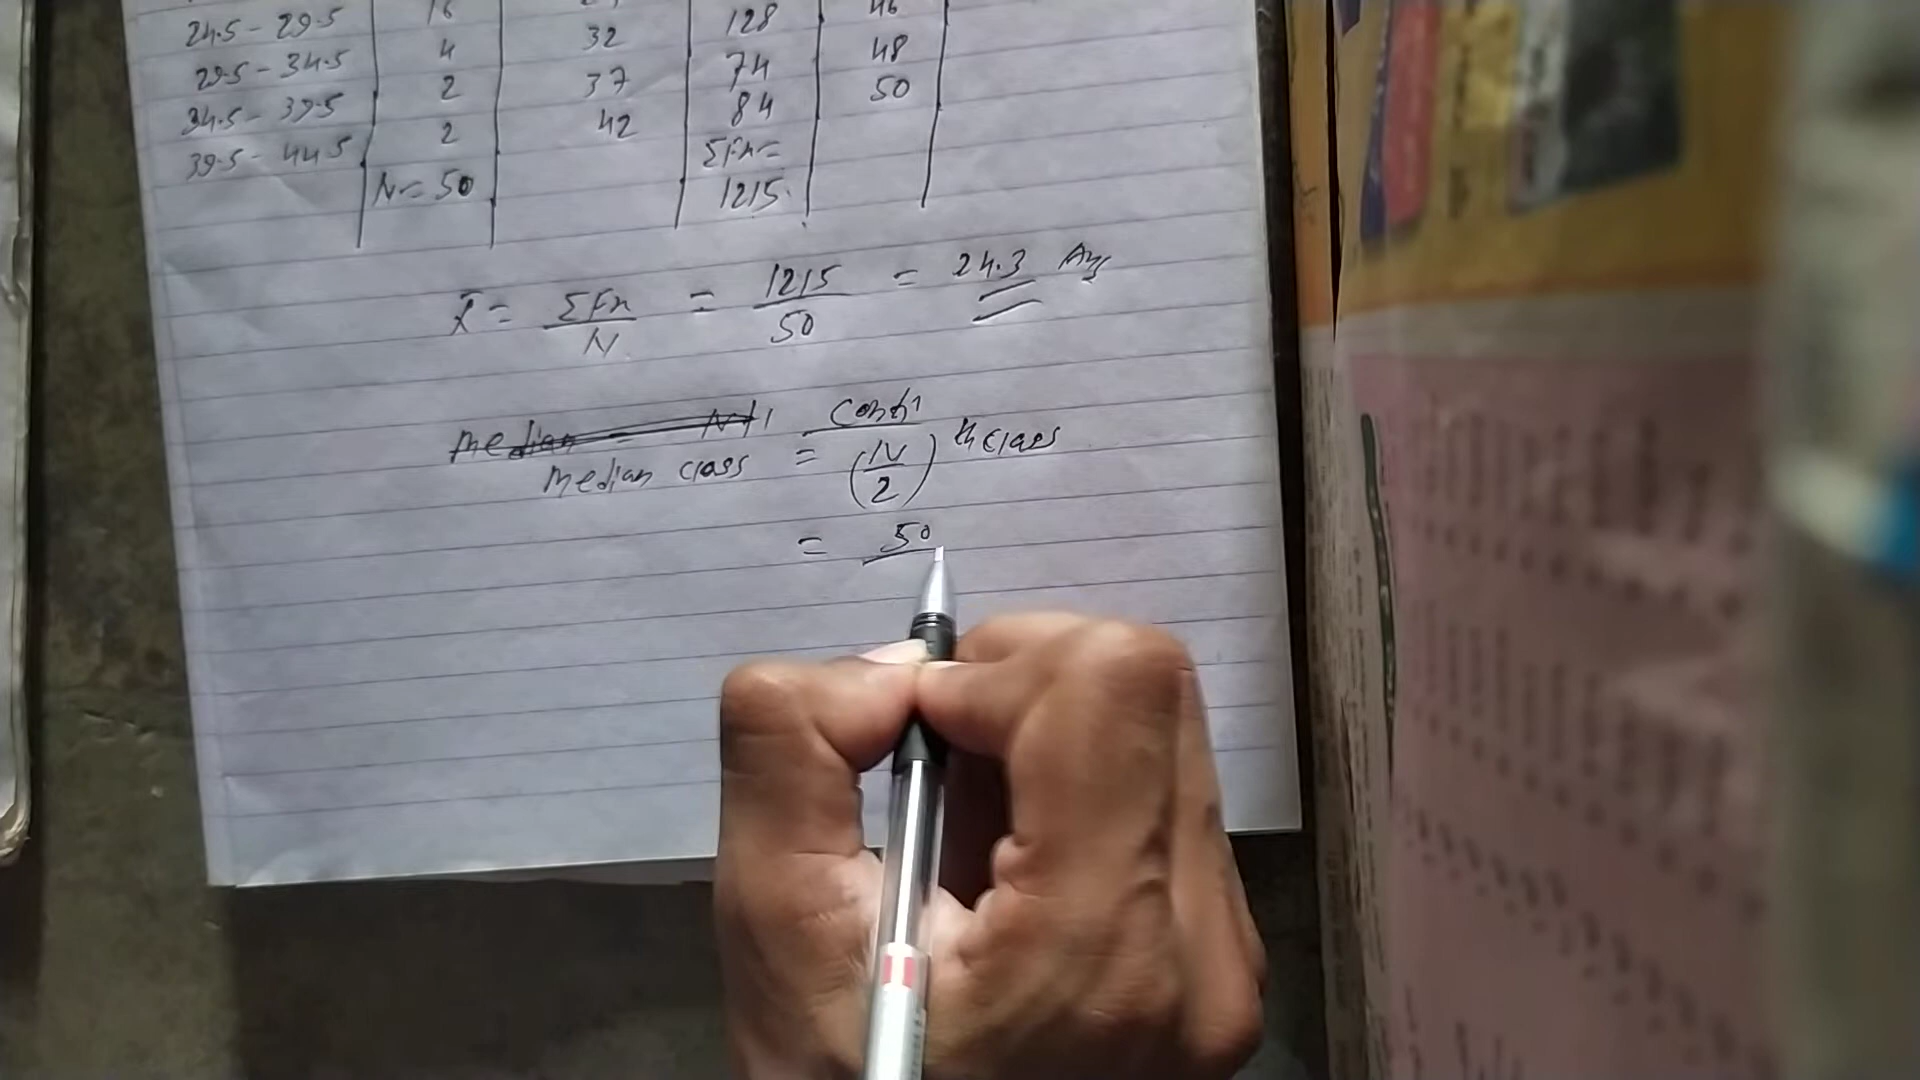 24.5 - 29.5 16 128 46
29.5 - 34.5 4 32 74 48
34.5 - 39.5 2 37 84 50
39.5 - 44.5 2 42 Σfx=
N = 50 1215
x̄ = Σfx/N = 1215/50 = 24.3 Ans
median = N+1
median class = (N/2)th class
= 50